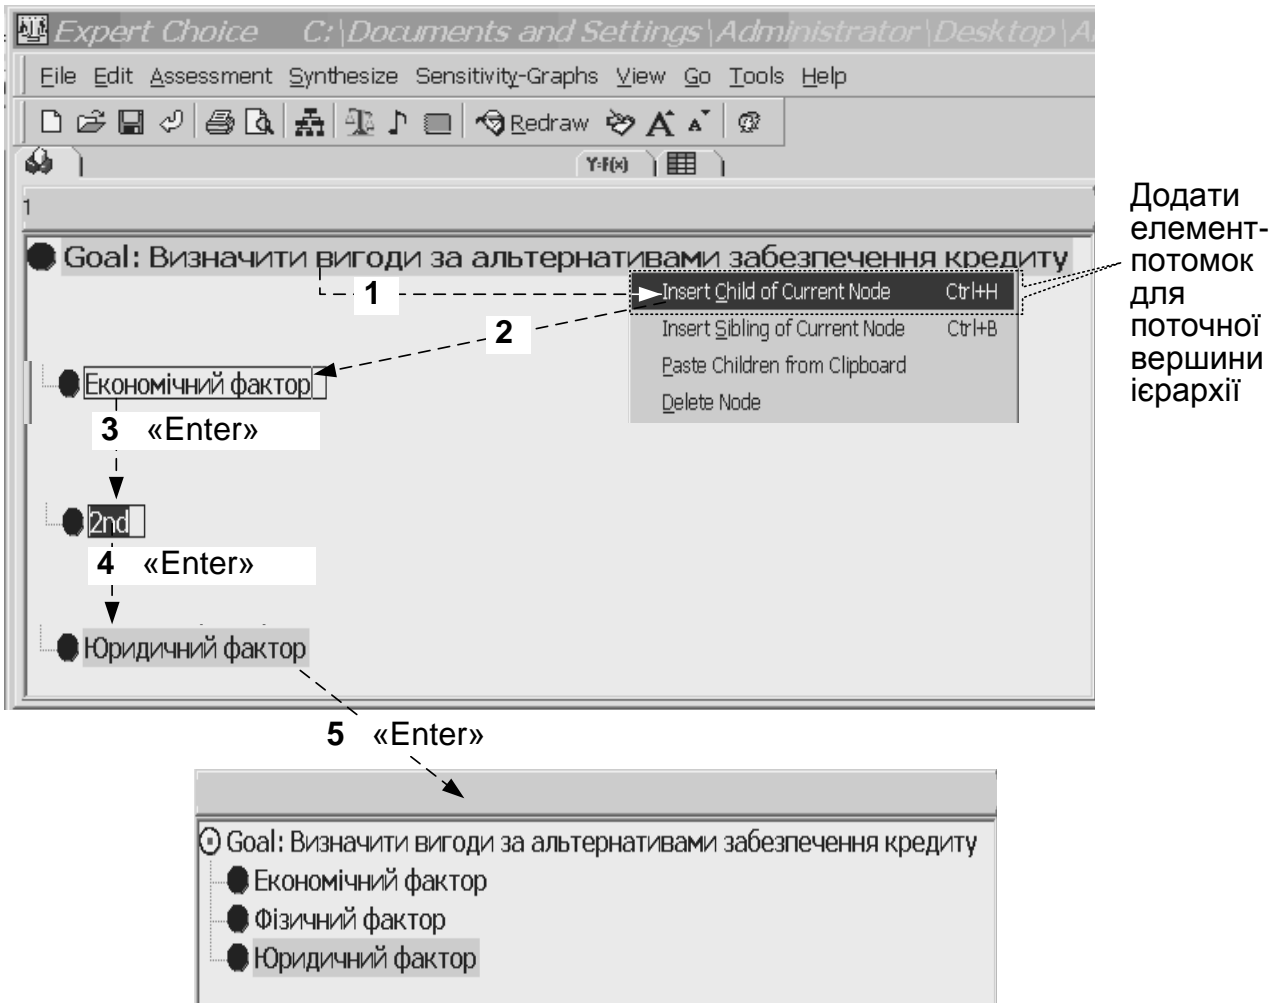 Expert Choice C:\Documents and Settings\Administrator\Desktop\A
File Edit Assessment Synthesize Sensitivity-Graphs View Go Tools Help
Redraw A A
Y=F(x)
1
Goal: Визначити вигоди за альтернативами забезпечення кредиту
1
Insert Child of Current Node Ctrl+H
2
Insert Sibling of Current Node Ctrl+B
Paste Children from Clipboard
Delete Node
Додати
елемент-
потомок
для
поточної
вершини
ієрархії
Економічний фактор
3 «Enter»
2nd
4 «Enter»
Юридичний фактор
5 «Enter»
Goal: Визначити вигоди за альтернативами забезпечення кредиту
Економічний фактор
Фізичний фактор
Юридичний фактор